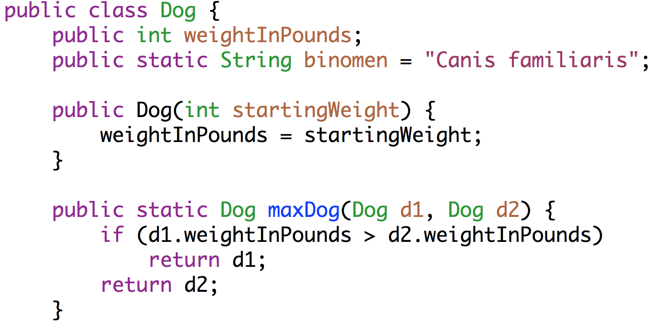 public class Dog {
    public int weightInPounds;
    public static String binomen = "Canis familiaris";

    public Dog(int startingWeight) {
        weightInPounds = startingWeight;
    }

    public static Dog maxDog(Dog d1, Dog d2) {
        if (d1.weightInPounds > d2.weightInPounds)
            return d1;
        return d2;
    }